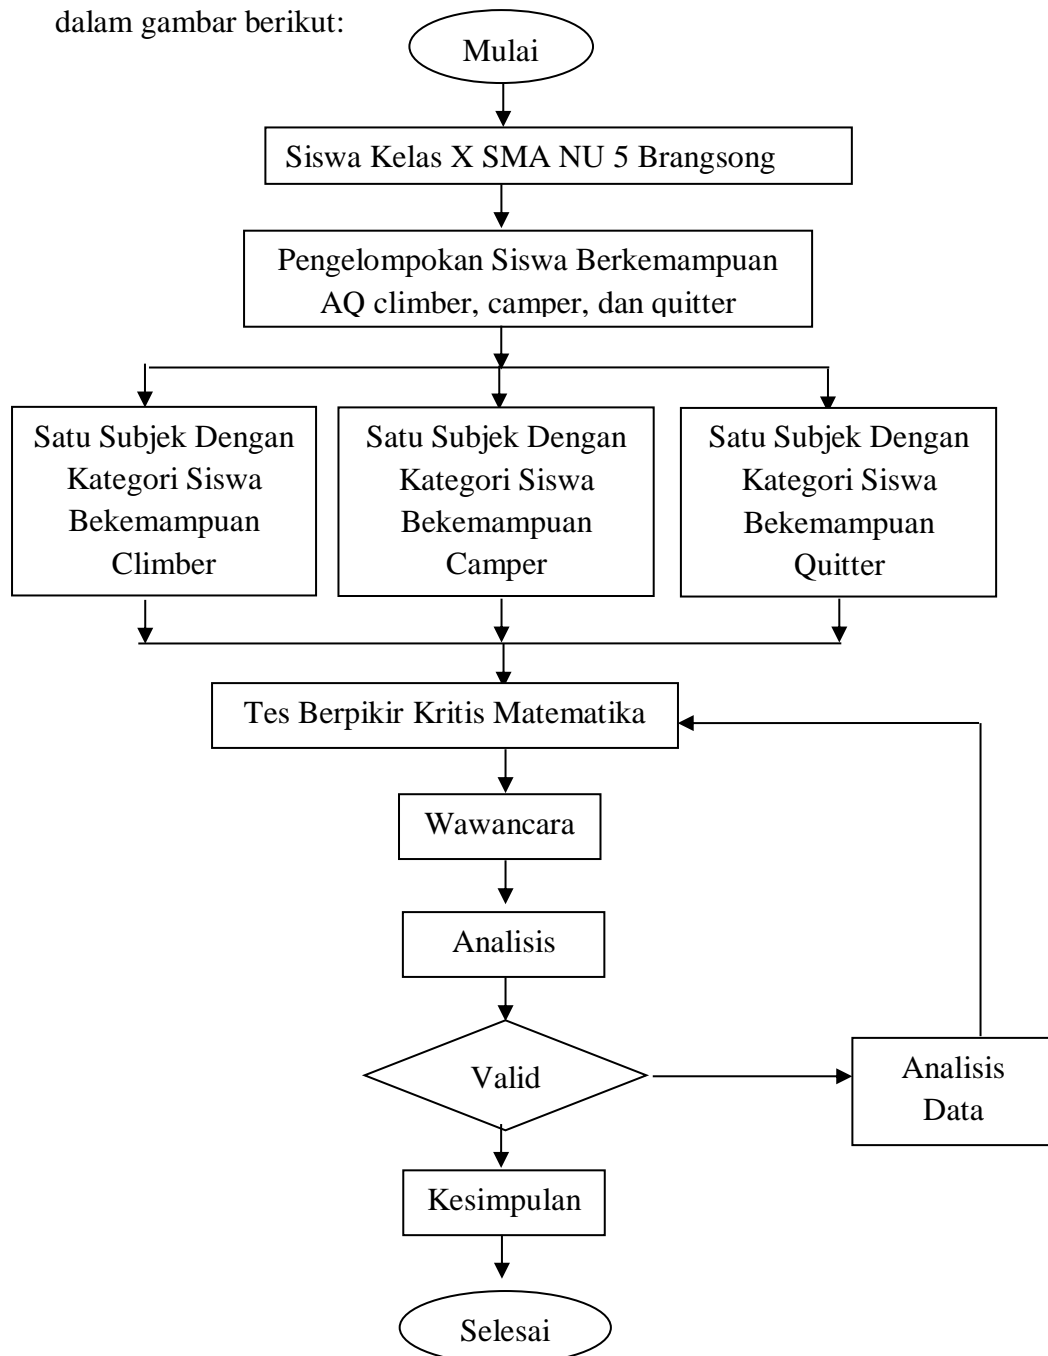 dalam gambar berikut:
Mulai
Siswa Kelas X SMA NU 5 Brangsong
Pengelompokan Siswa Berkemampuan
AQ climber, camper, dan quitter
Satu Subjek Dengan
Kategori Siswa
Bekemampuan
Climber
Satu Subjek Dengan
Kategori Siswa
Bekemampuan
Camper
Satu Subjek Dengan
Kategori Siswa
Bekemampuan
Quitter
Tes Berpikir Kritis Matematika
Wawancara
Analisis
Valid
Analisis
Data
Kesimpulan
Selesai